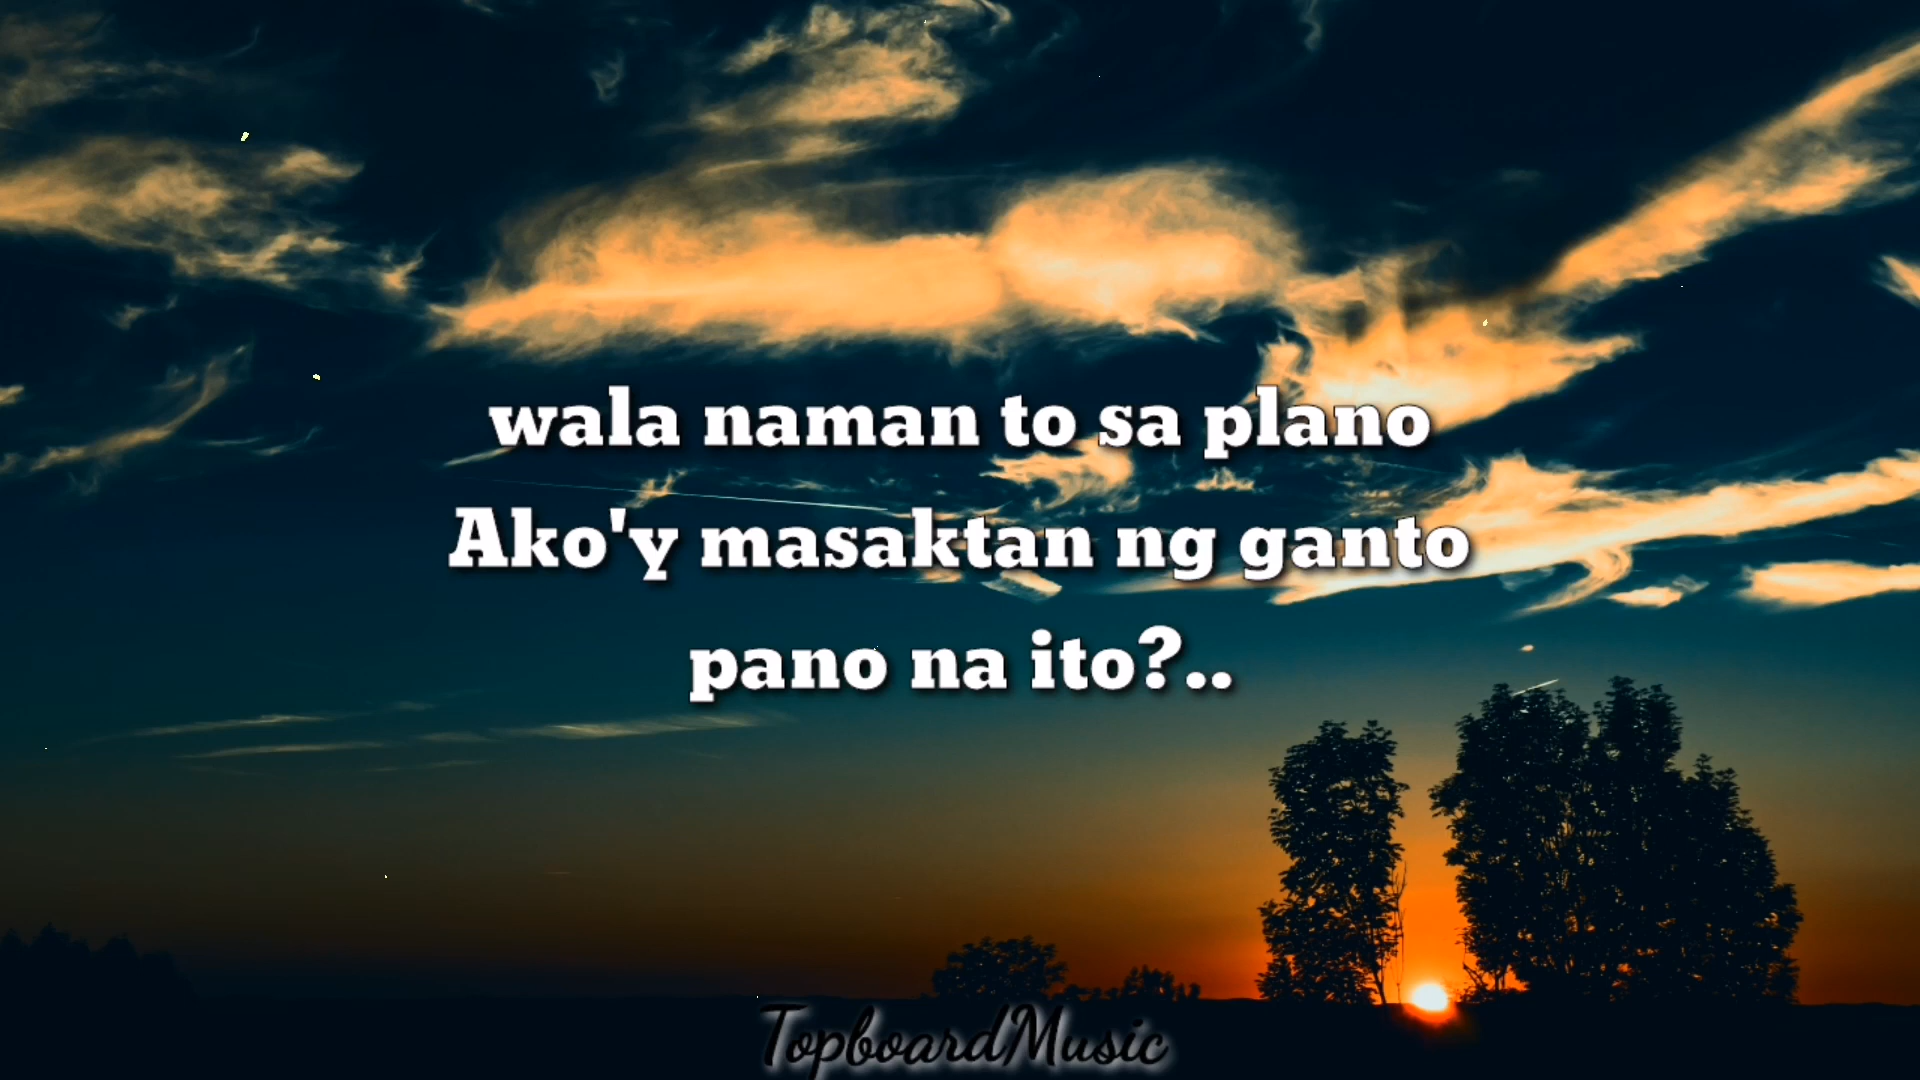 wala naman to sa plano
Ako'y masaktan ng ganto
pano na ito?..
TopboardMusic